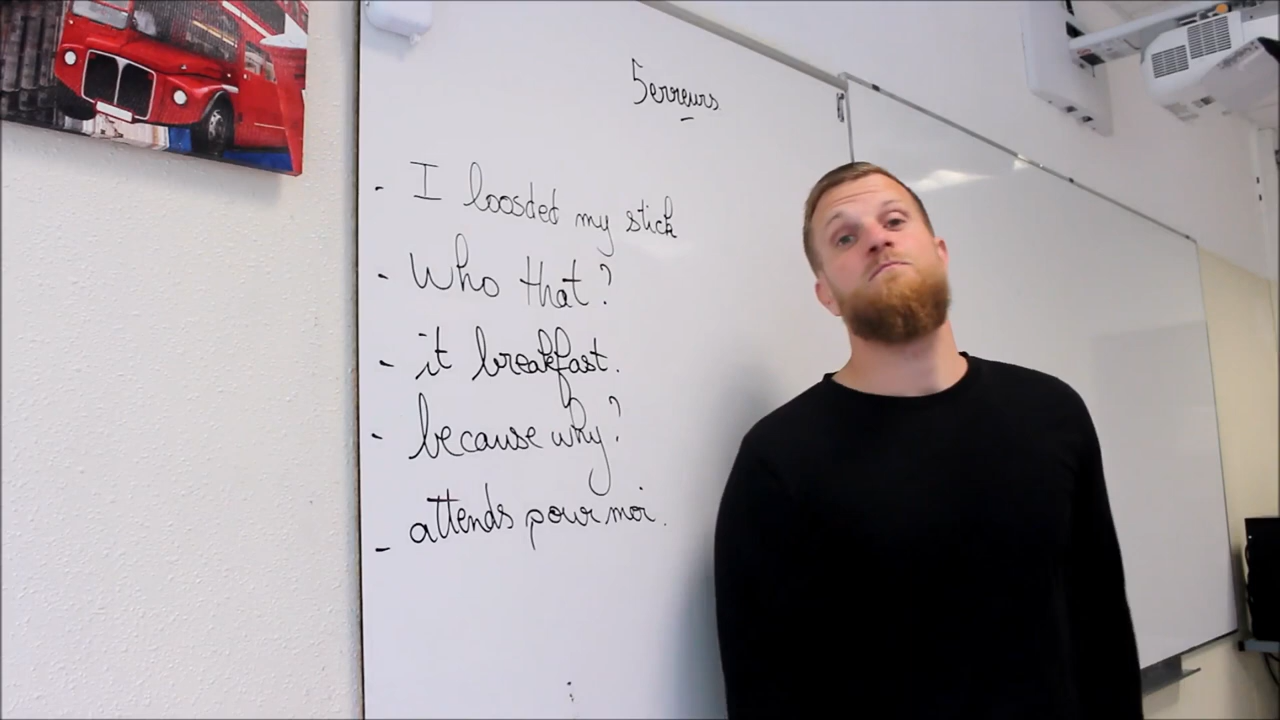 5 erreurs
- I loosded my stick
- Who that ?
- it breakfast.
- because why ?
- attends pour moi.